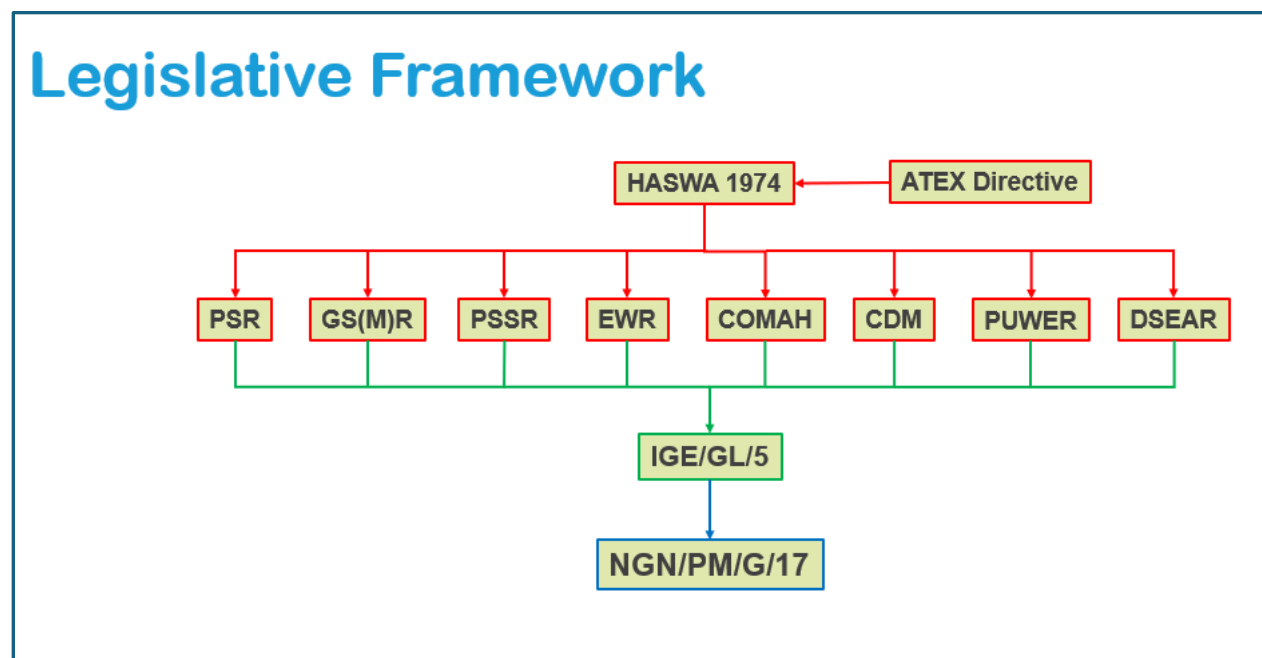 Legislative Framework
HASWA 1974
ATEX Directive
PSR
GS(M)R
PSSR
EWR
COMAH
CDM
PUWER
DSEAR
IGE/GL/5
NGN/PM/G/17